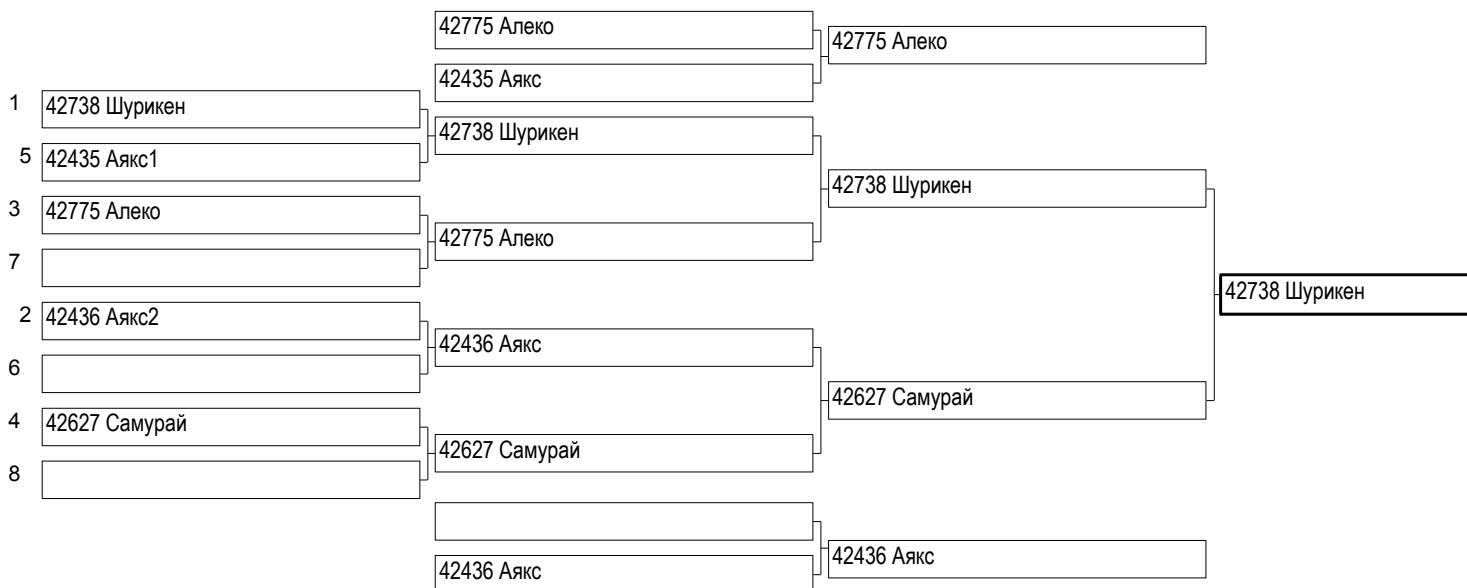 42775 Алеко
42775 Алеко
42435 Аякс
1 42738 Шурикен
42738 Шурикен
5 42435 Аякс1
42738 Шурикен
3 42775 Алеко
42775 Алеко
7
42738 Шурикен
2 42436 Аякс2
42436 Аякс
6
42627 Самурай
4 42627 Самурай
42627 Самурай
8
42436 Аякс
42436 Аякс